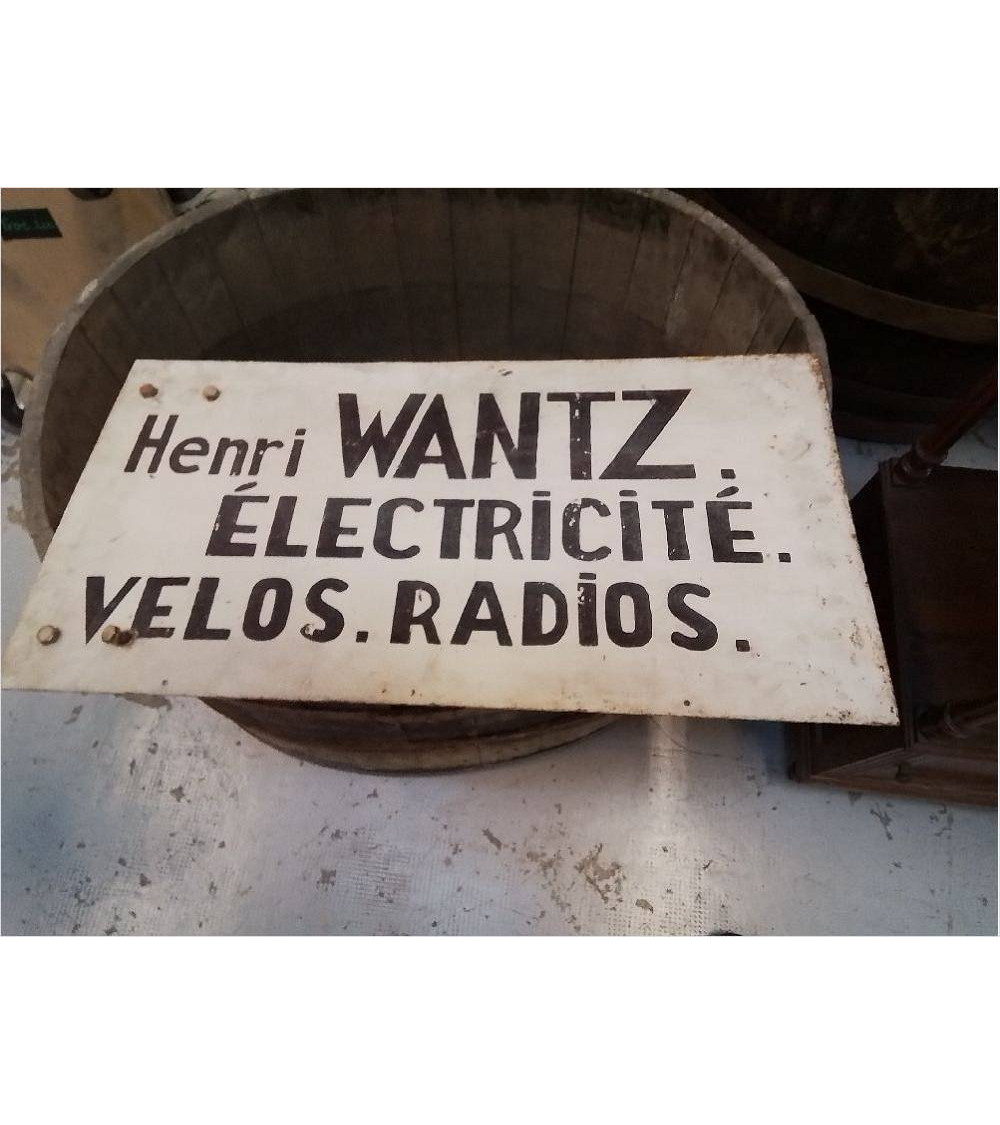 Henri WANTZ.
ÉLECTRiCiTÉ.
VELOS. RADiOS.